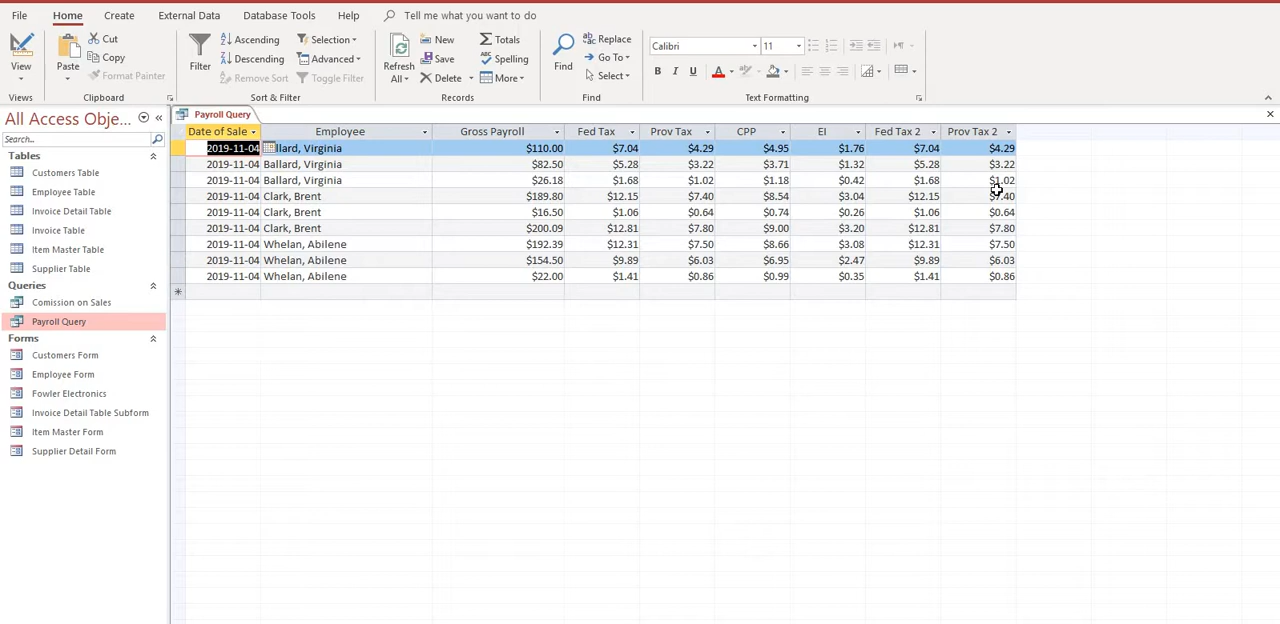 File Home Create External Data Database Tools Help Tell me what you want to do
View Paste Cut Copy Format Painter Filter Ascending Descending Remove Sort Selection Advanced Toggle Filter Refresh All New Save Delete Totals Spelling More Find Replace Go To Select Calibri 11 B I U A
Views Clipboard Sort & Filter Records Find Text Formatting
All Access Obje...
Search...
Tables
Customers Table
Employee Table
Invoice Detail Table
Invoice Table
Item Master Table
Supplier Table
Queries
Comission on Sales
Payroll Query
Forms
Customers Form
Employee Form
Fowler Electronics
Invoice Detail Table Subform
Item Master Form
Supplier Detail Form
Payroll Query
Date of Sale Employee Gross Payroll Fed Tax Prov Tax CPP EI Fed Tax 2 Prov Tax 2
2019-11-04 llard, Virginia $110.00 $7.04 $4.29 $4.95 $1.76 $7.04 $4.29
2019-11-04 Ballard, Virginia $82.50 $5.28 $3.22 $3.71 $1.32 $5.28 $3.22
2019-11-04 Ballard, Virginia $26.18 $1.68 $1.02 $1.18 $0.42 $1.68 $1.02
2019-11-04 Clark, Brent $189.80 $12.15 $7.40 $8.54 $3.04 $12.15 $7.40
2019-11-04 Clark, Brent $16.50 $1.06 $0.64 $0.74 $0.26 $1.06 $0.64
2019-11-04 Clark, Brent $200.09 $12.81 $7.80 $9.00 $3.20 $12.81 $7.80
2019-11-04 Whelan, Abilene $192.39 $12.31 $7.50 $8.66 $3.08 $12.31 $7.50
2019-11-04 Whelan, Abilene $154.50 $9.89 $6.03 $6.95 $2.47 $9.89 $6.03
2019-11-04 Whelan, Abilene $22.00 $1.41 $0.86 $0.99 $0.35 $1.41 $0.86